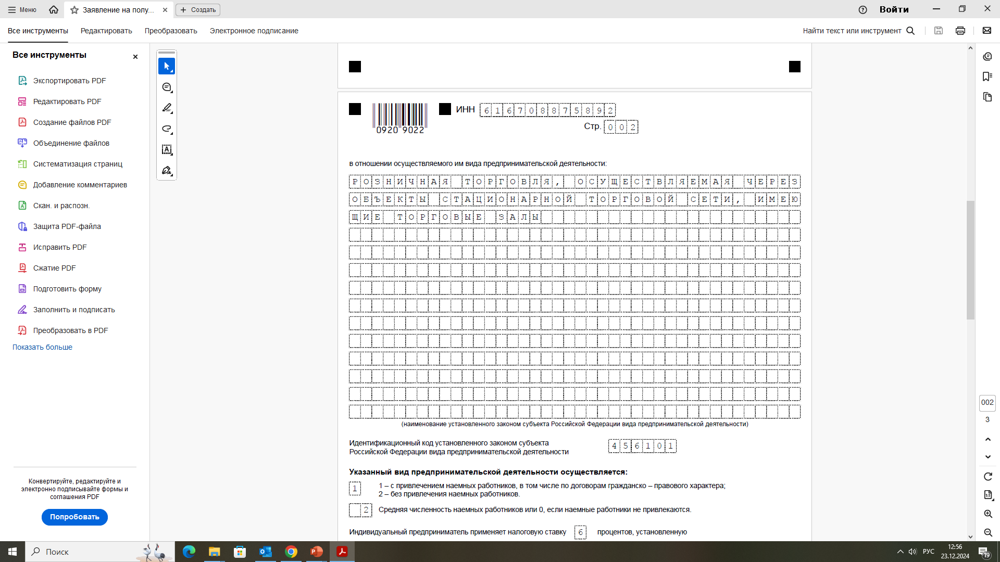 Меню
Заявление на полу...
Создать
Войти
Все инструменты
Редактировать
Преобразовать
Электронное подписание
Найти текст или инструмент
Все инструменты
Экспортировать PDF
Редактировать PDF
Создание файлов PDF
Объединение файлов
Систематизация страниц
Добавление комментариев
Скан. и распозн.
Защита PDF-файла
Исправить PDF
Сжатие PDF
Подготовить форму
Заполнить и подписать
Преобразовать в PDF
Показать больше
Конвертируйте, редактируйте и
электронно подписывайте формы и
соглашения PDF
Попробовать
0920 9022
ИНН 616708875892
Стр. 002
в отношении осуществляемого им вида предпринимательской деятельности:
РОЗНИЧНАЯ ТОРГОВЛЯ, ОСУЩЕСТВЛЯЕМАЯ ЧЕРЕЗ
ОБЪЕКТЫ СТАЦИОНАРНОЙ ТОРГОВОЙ СЕТИ, ИМЕЮ
ЩИЕ ТОРГОВЫЕ ЗАЛЫ
(наименование установленного законом субъекта Российской Федерации вида предпринимательской деятельности)
Идентификационный код установленного законом субъекта
Российской Федерации вида предпринимательской деятельности
456101
Указанный вид предпринимательской деятельности осуществляется:
1 1 – с привлечением наемных работников, в том числе по договорам гражданско – правового характера;
2 – без привлечения наемных работников.
2 Средняя численность наемных работников или 0, если наемные работники не привлекаются.
Индивидуальный предприниматель применяет налоговую ставку 6 процентов, установленную
002
3
1:1
Поиск
РУС
12:56
23.12.2024
19